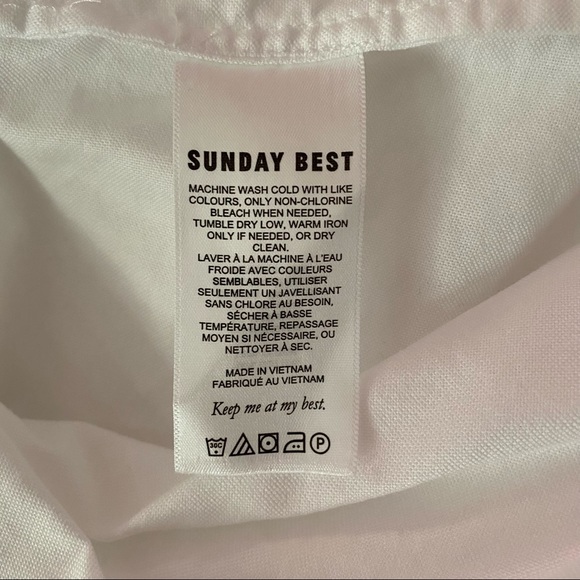 SUNDAY BEST
MACHINE WASH COLD WITH LIKE
COLOURS, ONLY NON-CHLORINE
BLEACH WHEN NEEDED,
TUMBLE DRY LOW, WARM IRON
ONLY IF NEEDED, OR DRY
CLEAN.
LAVER À LA MACHINE À L'EAU
FROIDE AVEC COULEURS
SEMBLABLES, UTILISER
SEULEMENT UN JAVELLISANT
SANS CHLORE AU BESOIN,
SÉCHER À BASSE
TEMPÉRATURE, REPASSAGE
MOYEN SI NÉCESSAIRE, OU
NETTOYER À SEC.
MADE IN VIETNAM
FABRIQUÉ AU VIETNAM
Keep me at my best.
30C P